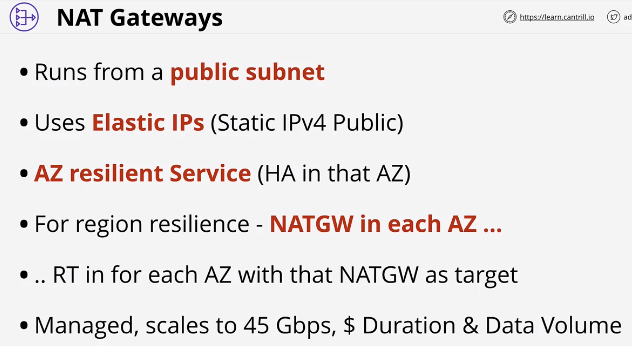 NAT Gateways
https://learn.cantrill.io
ad
• Runs from a public subnet
• Uses Elastic IPs (Static IPv4 Public)
• AZ resilient Service (HA in that AZ)
• For region resilience - NATGW in each AZ ...
• .. RT in for each AZ with that NATGW as target
• Managed, scales to 45 Gbps, $ Duration & Data Volume